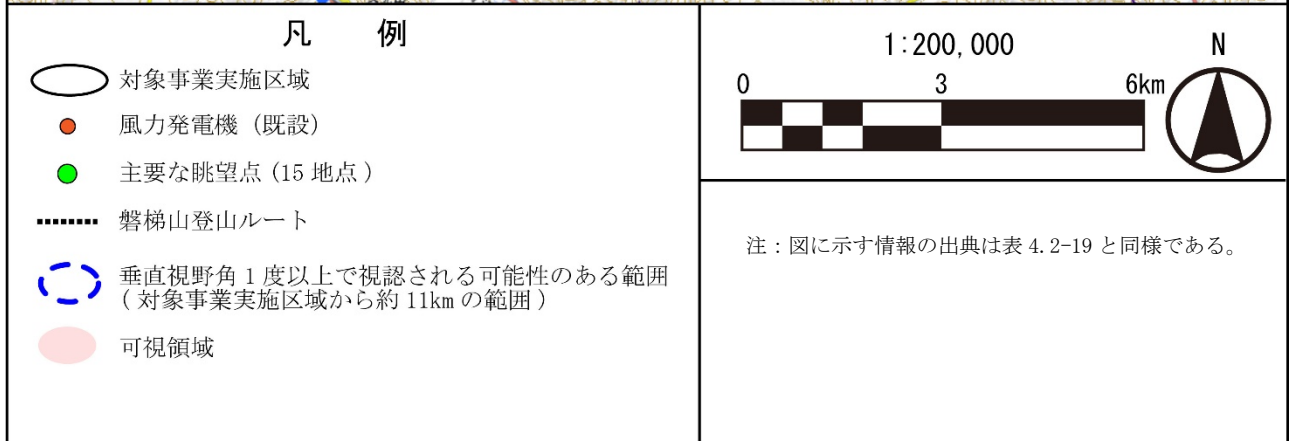 凡 例
対象事業実施区域
風力発電機 (既設)
主要な眺望点 (15 地点 )
磐梯山登山ルート
垂直視野角 1 度以上で視認される可能性のある範囲
( 対象事業実施区域から約 11km の範囲 )
可視領域
1:200,000
N
0 3 6km
注：図に示す情報の出典は表 4.2-19 と同様である。